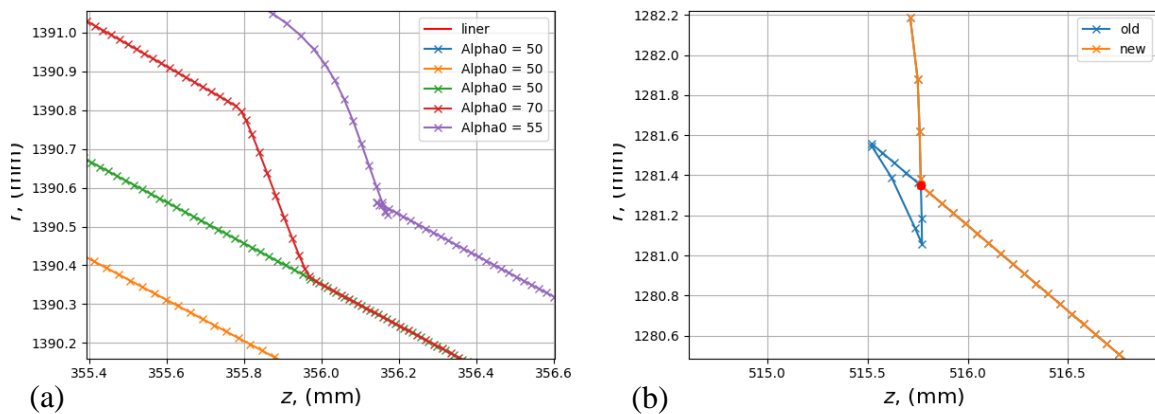 1391.0
1390.9
1390.8
1390.7
1390.6
1390.5
1390.4
1390.3
1390.2
r, (mm)
liner
Alpha0 = 50
Alpha0 = 50
Alpha0 = 50
Alpha0 = 70
Alpha0 = 55
355.4 355.6 355.8 356.0 356.2 356.4 356.6
z, (mm)
(a)
1282.2
1282.0
1281.8
1281.6
1281.4
1281.2
1281.0
1280.8
1280.6
r, (mm)
old
new
515.0 515.5 516.0 516.5
z, (mm)
(b)